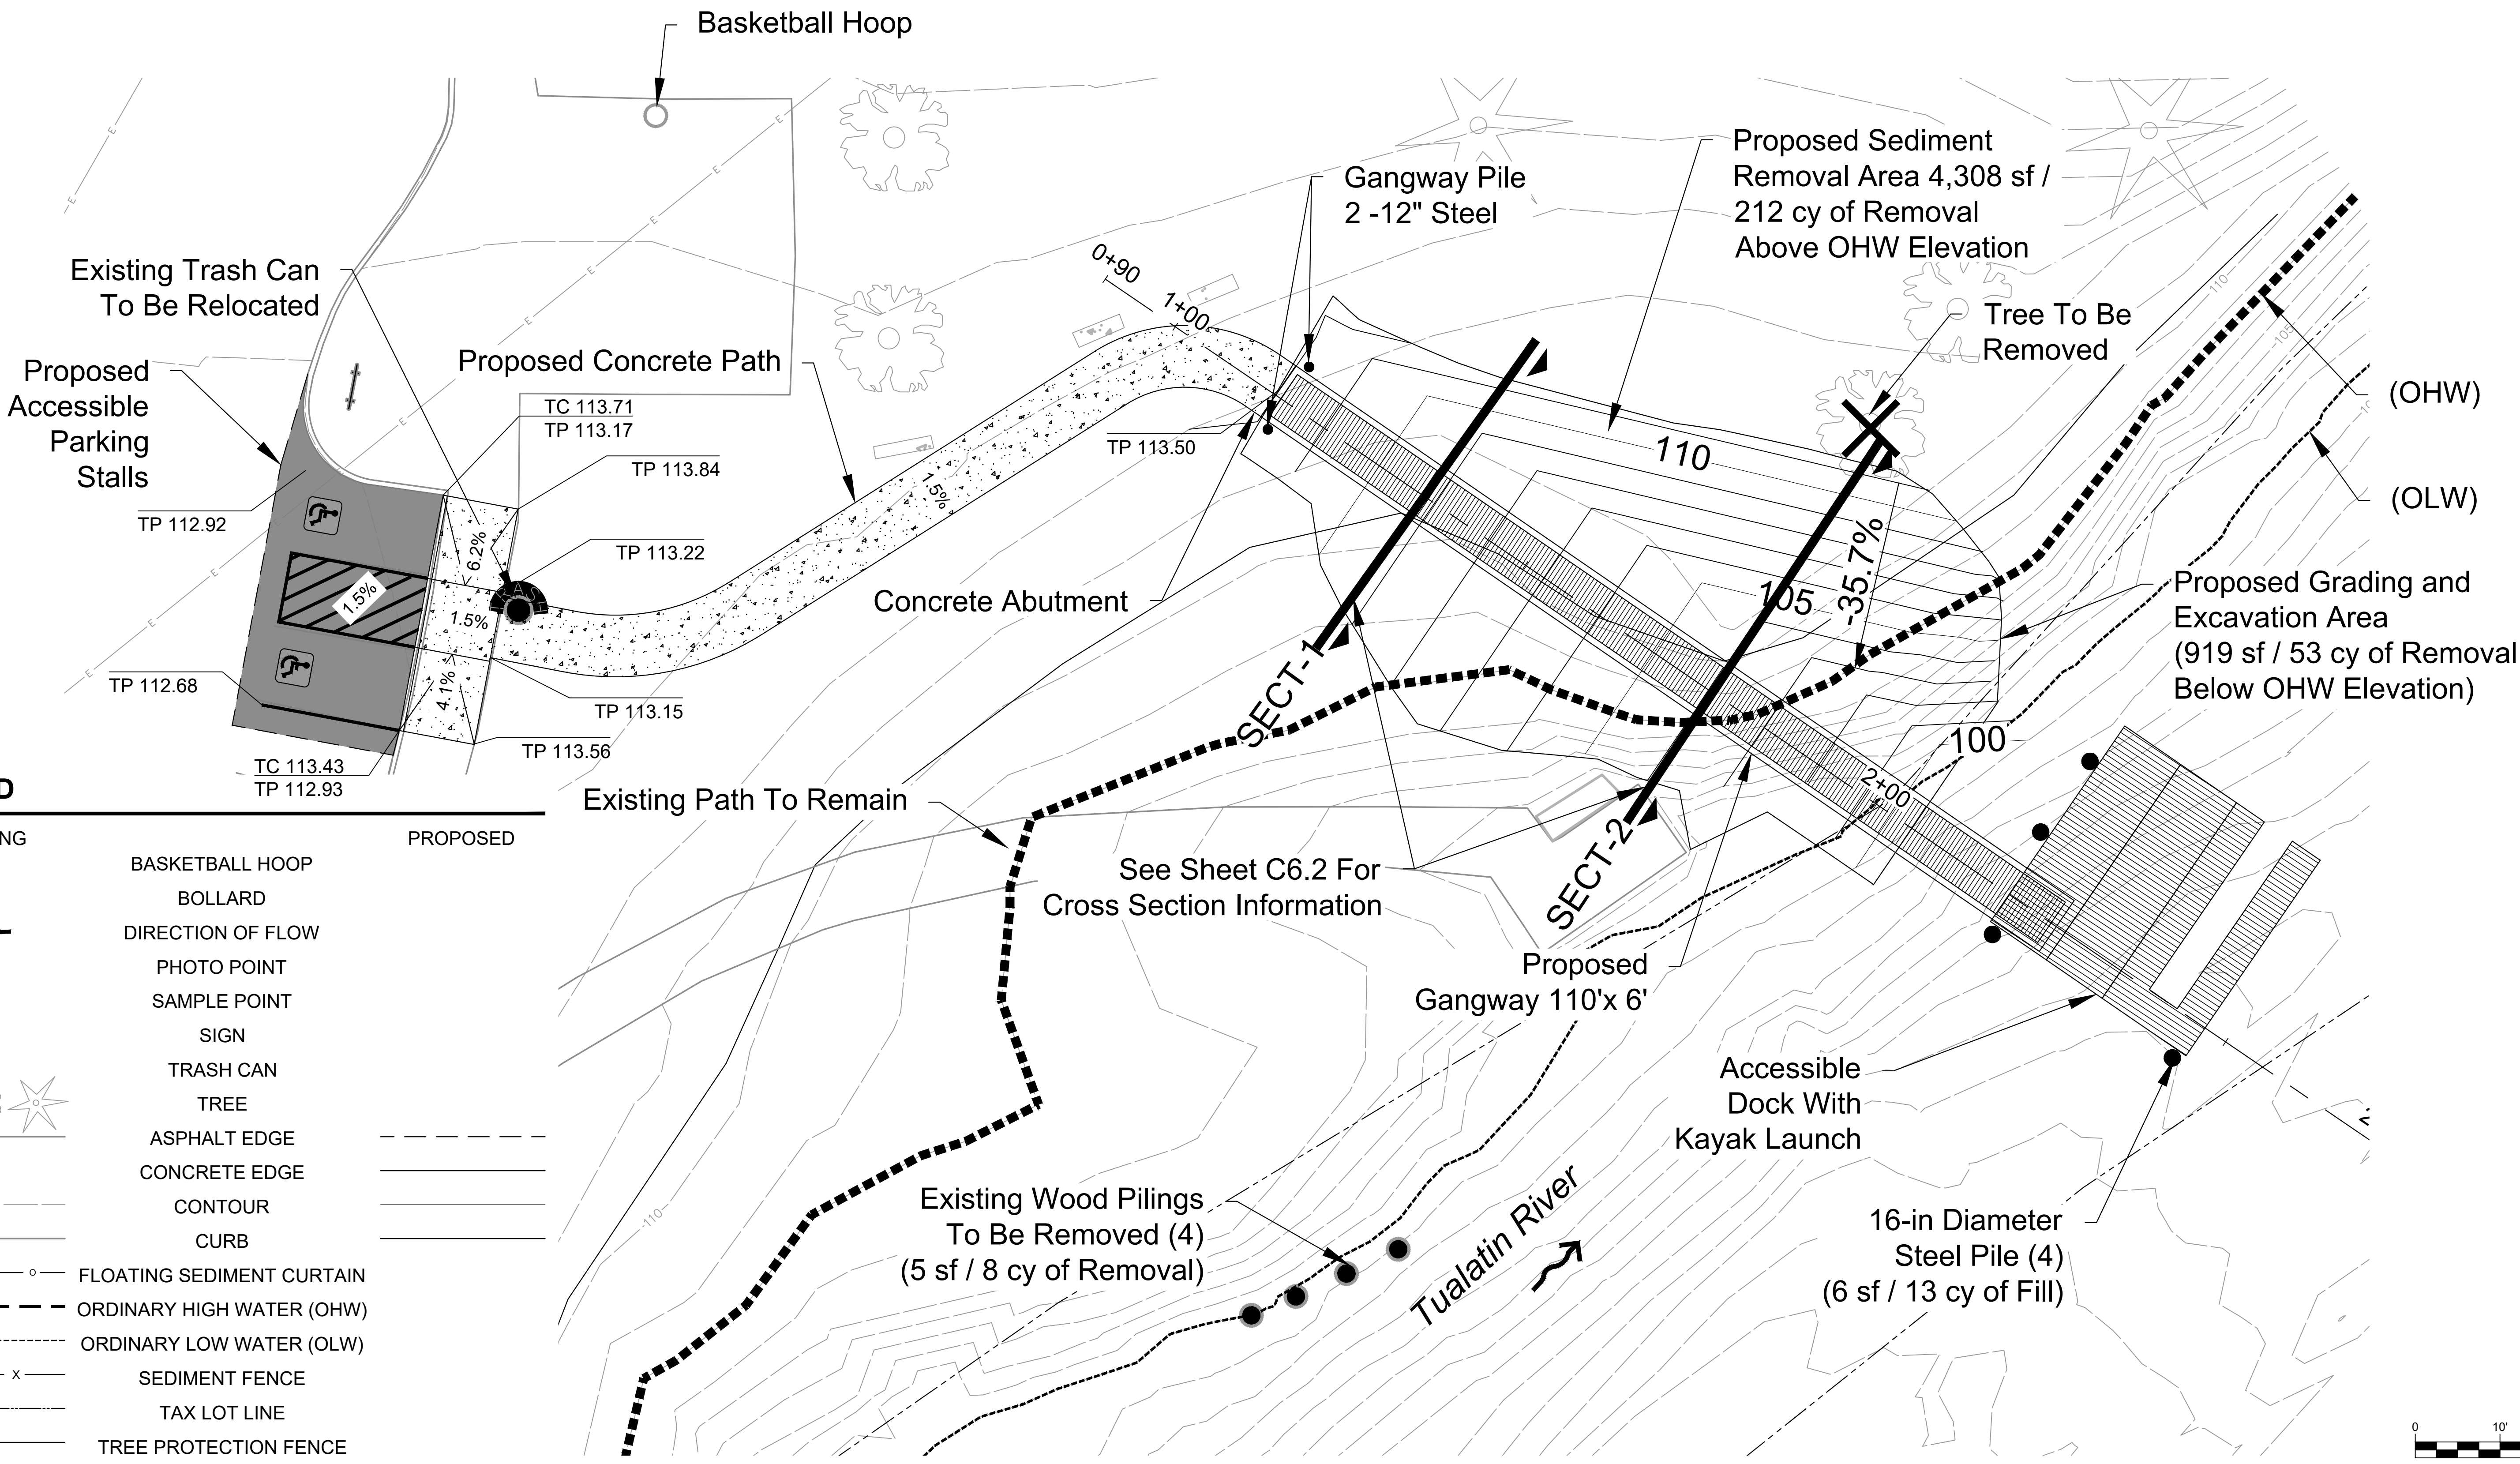 Basketball Hoop
Existing Trash Can
To Be Relocated
Proposed
Accessible
Parking
Stalls
Proposed Concrete Path
TC 113.71
TP 113.17
TP 113.84
TP 113.22
TP 112.92
6.2%
1.5%
1.5%
4.1%
1.5%
TP 112.68
TP 113.15
TP 113.56
TC 113.43
TP 112.93
0+90
1+00
TP 113.50
Gangway Pile
2 -12" Steel
Proposed Sediment
Removal Area 4,308 sf /
212 cy of Removal
Above OHW Elevation
Tree To Be
Removed
(OHW)
(OLW)
110
105
110
105
-35.7%
100
2+00
Concrete Abutment
SECT-1
SECT-2
Proposed Grading and
Excavation Area
(919 sf / 53 cy of Removal
Below OHW Elevation)
Existing Path To Remain
See Sheet C6.2 For
Cross Section Information
Proposed
Gangway 110'x 6'
Accessible
Dock With
Kayak Launch
Existing Wood Pilings
To Be Removed (4)
(5 sf / 8 cy of Removal)
110
Tualatin River
16-in Diameter
Steel Pile (4)
(6 sf / 13 cy of Fill)
D
NG PROPOSED
BASKETBALL HOOP
BOLLARD
DIRECTION OF FLOW
PHOTO POINT
SAMPLE POINT
SIGN
TRASH CAN
TREE
ASPHALT EDGE
CONCRETE EDGE
CONTOUR
CURB
o FLOATING SEDIMENT CURTAIN
ORDINARY HIGH WATER (OHW)
ORDINARY LOW WATER (OLW)
x SEDIMENT FENCE
TAX LOT LINE
TREE PROTECTION FENCE
0 10'